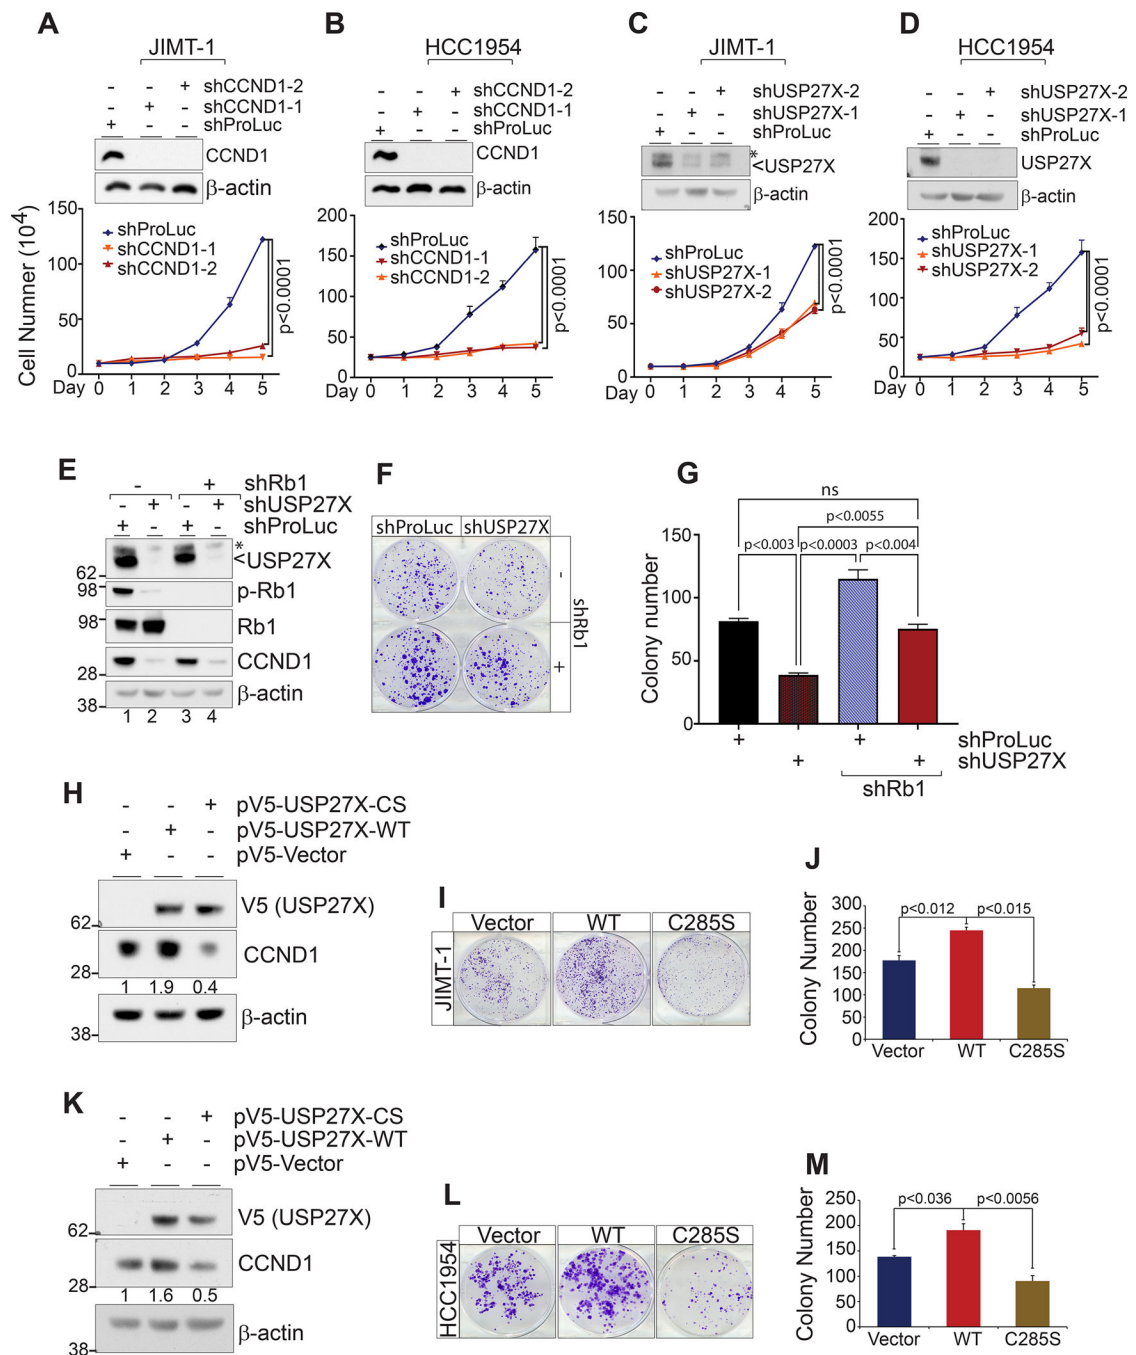 A
JIMT-1
- - + shCCND1-2
- + - shCCND1-1
+ - - shProLuc
CCND1
β-actin
Cell Numner (10⁴)
150
100
50
0
shProLuc
shCCND1-1
shCCND1-2
p<0.0001
Day 0 1 2 3 4 5
B
HCC1954
- - + shCCND1-2
- + - shCCND1-1
+ - - shProLuc
CCND1
β-actin
200
150
100
50
0
shProLuc
shCCND1-1
shCCND1-2
p<0.0001
Day 0 1 2 3 4 5
C
JIMT-1
- - + shUSP27X-2
- + - shUSP27X-1
+ - - shProLuc
*
<USP27X
β-actin
150
100
50
0
shProLuc
shUSP27X-1
shUSP27X-2
p<0.0001
Day 0 1 2 3 4 5
D
HCC1954
- - + shUSP27X-2
- + - shUSP27X-1
+ - - shProLuc
USP27X
β-actin
200
150
100
50
0
shProLuc
shUSP27X-1
shUSP27X-2
p<0.0001
Day 0 1 2 3 4 5
E
- + shRb1
- + - + shUSP27X
+ - + - shProLuc
*
<USP27X
62
98 p-Rb1
98 Rb1
CCND1
28
β-actin
38
1 2 3 4
F
shProLuc shUSP27X
-
shRb1
+
G
ns
p<0.0055
p<0.003 p<0.0003 p<0.004
Colony number
150
100
50
0
+ + shProLuc
+ + shUSP27X
shRb1
H
- - + pV5-USP27X-CS
- + - pV5-USP27X-WT
+ - - pV5-Vector
V5 (USP27X)
62
CCND1
28
1 1.9 0.4
β-actin
38
I
Vector WT C285S
JIMT-1
J
Colony Number
300
250
200
150
100
50
0
p<0.012 p<0.015
Vector WT C285S
K
- - + pV5-USP27X-CS
- + - pV5-USP27X-WT
+ - - pV5-Vector
V5 (USP27X)
62
CCND1
28
1 1.6 0.5
β-actin
38
L
Vector WT C285S
HCC1954
M
Colony Number
250
200
150
100
50
0
p<0.036 p<0.0056
Vector WT C285S